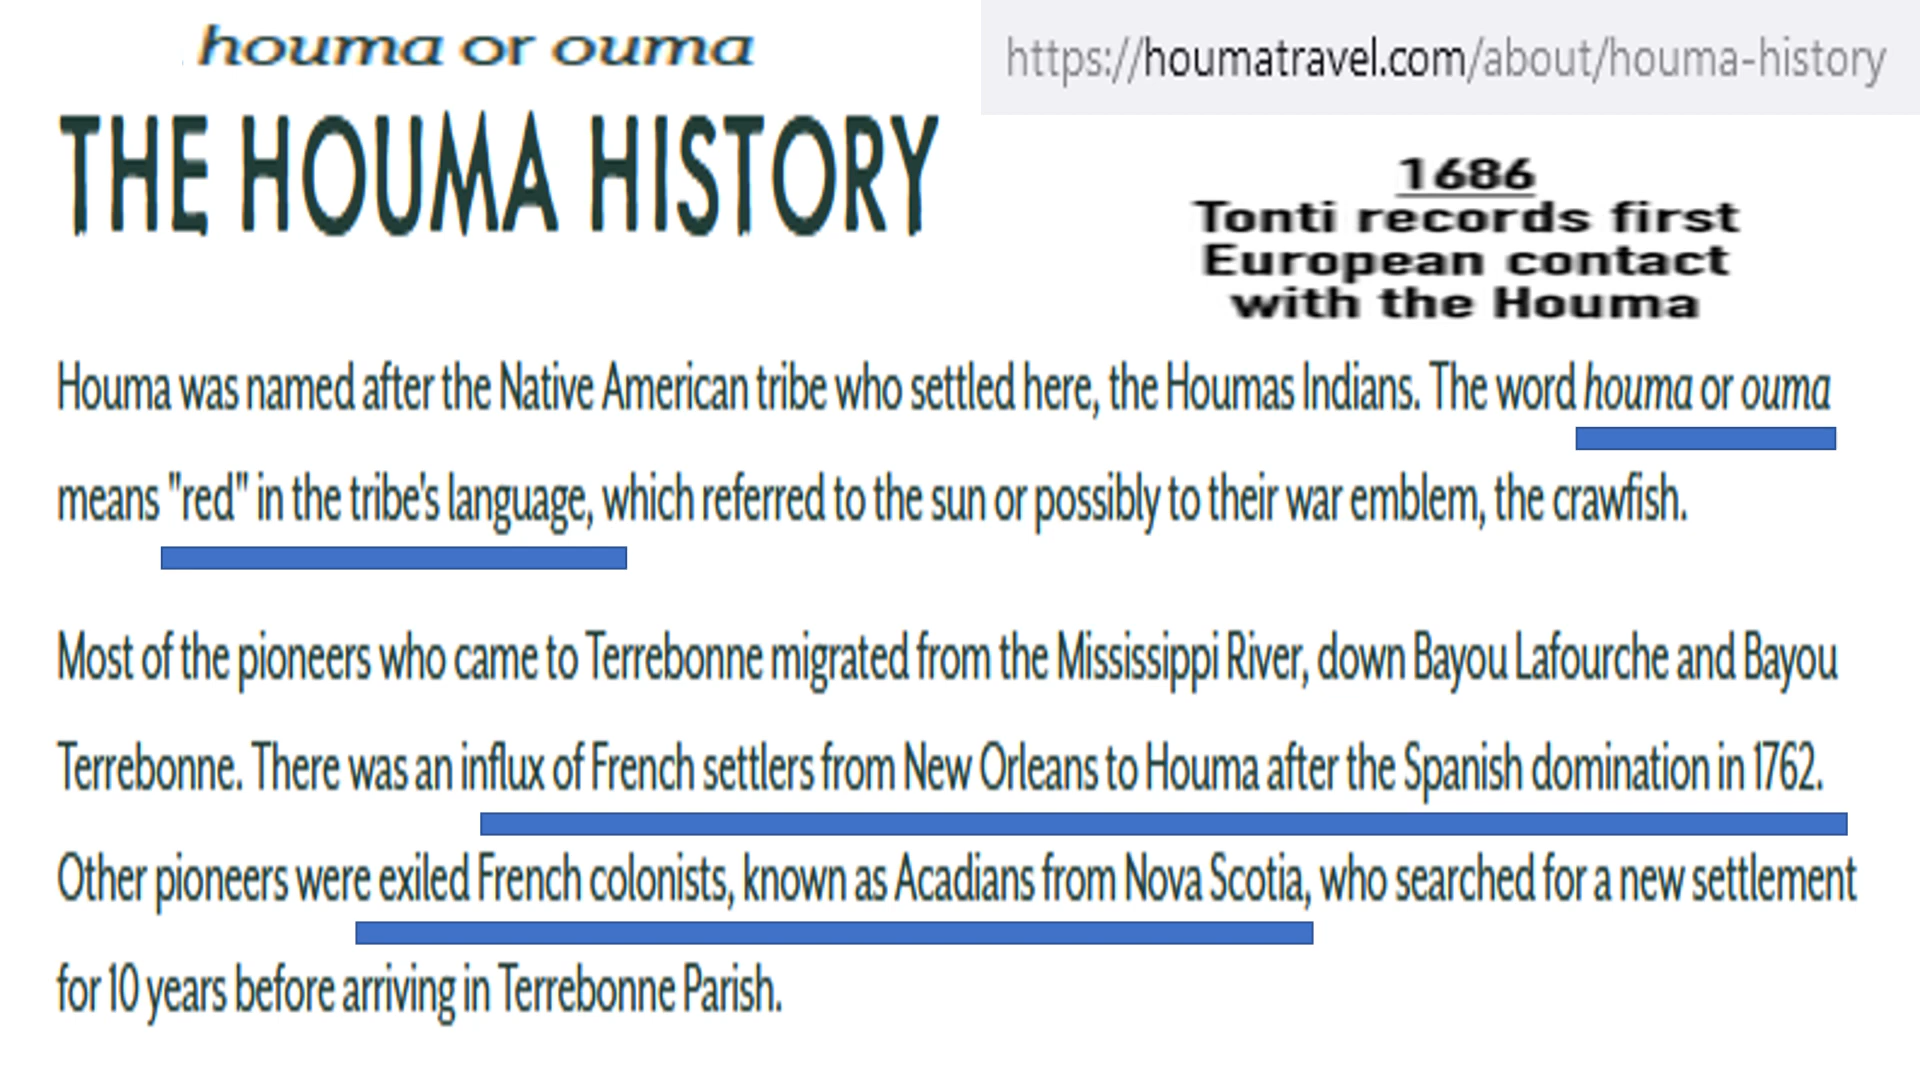 houma or ouma
https://houmatravel.com/about/houma-history
THE HOUMA HISTORY
1686
Tonti records first
European contact
with the Houma
Houma was named after the Native American tribe who settled here, the Houmas Indians. The word houma or ouma
means "red" in the tribe's language, which referred to the sun or possibly to their war emblem, the crawfish.
Most of the pioneers who came to Terrebonne migrated from the Mississippi River, down Bayou Lafourche and Bayou
Terrebonne. There was an influx of French settlers from New Orleans to Houma after the Spanish domination in 1762.
Other pioneers were exiled French colonists, known as Acadians from Nova Scotia, who searched for a new settlement
for 10 years before arriving in Terrebonne Parish.